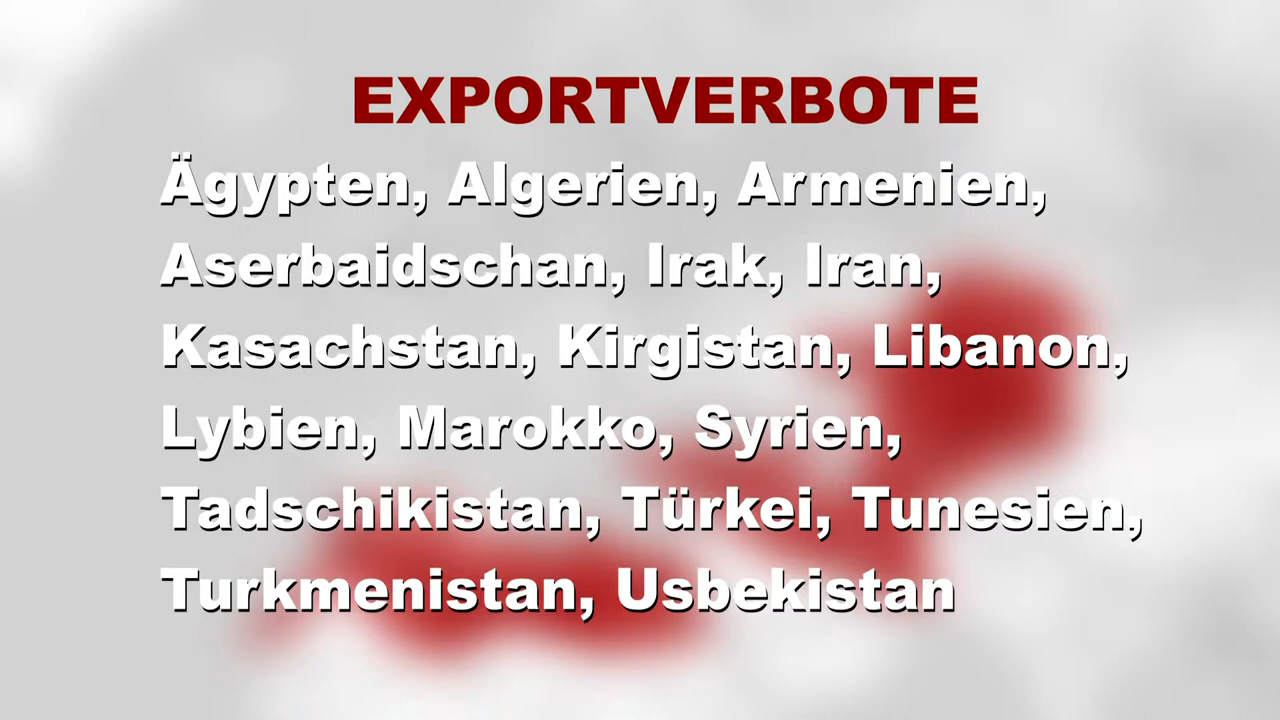 EXPORTVERBOTE
Ägypten, Algerien, Armenien,
Aserbaidschan, Irak, Iran,
Kasachstan, Kirgistan, Libanon,
Lybien, Marokko, Syrien,
Tadschikistan, Türkei, Tunesien,
Turkmenistan, Usbekistan